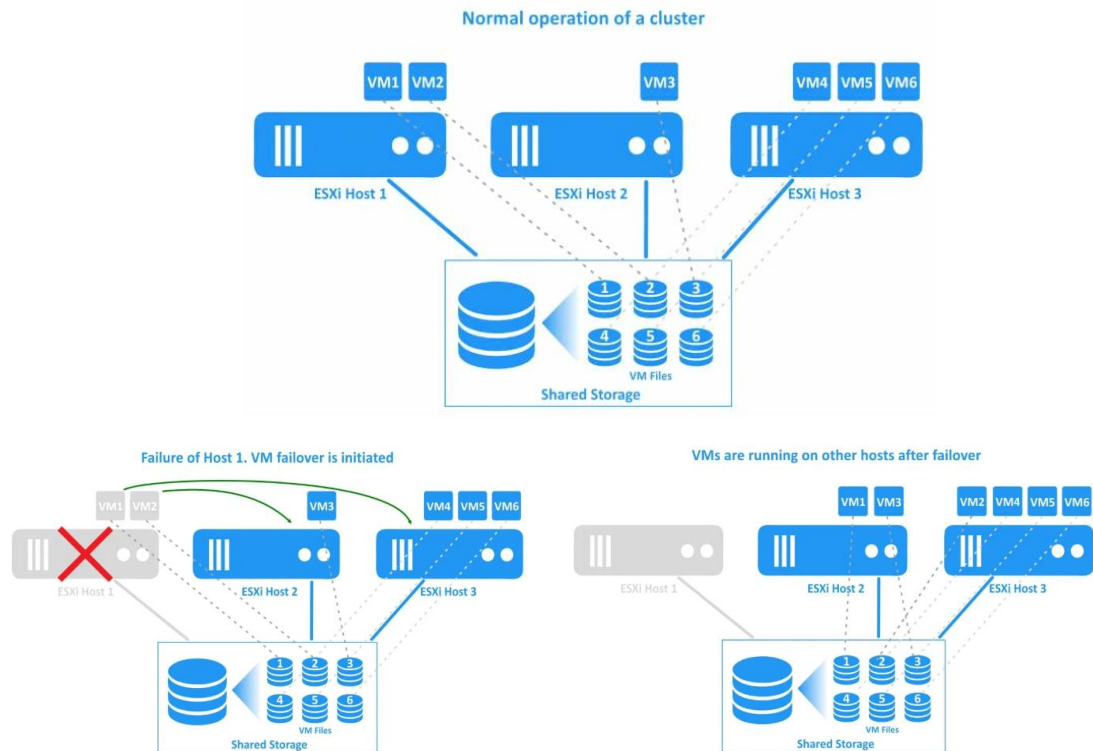 Normal operation of a cluster
VM1 VM2 VM3 VM4 VM5 VM6
ESXi Host 1 ESXi Host 2 ESXi Host 3
1 2 3
4 5 6
VM Files
Shared Storage
Failure of Host 1. VM failover is initiated
VM1 VM2 VM3 VM4 VM5 VM6
ESXi Host 1 ESXi Host 2 ESXi Host 3
1 2 3
4 5 6
VM Files
Shared Storage
VMs are running on other hosts after failover
VM1 VM3 VM2 VM4 VM5 VM6
ESXi Host 1 ESXi Host 2 ESXi Host 3
1 2 3
4 5 6
VM Files
Shared Storage